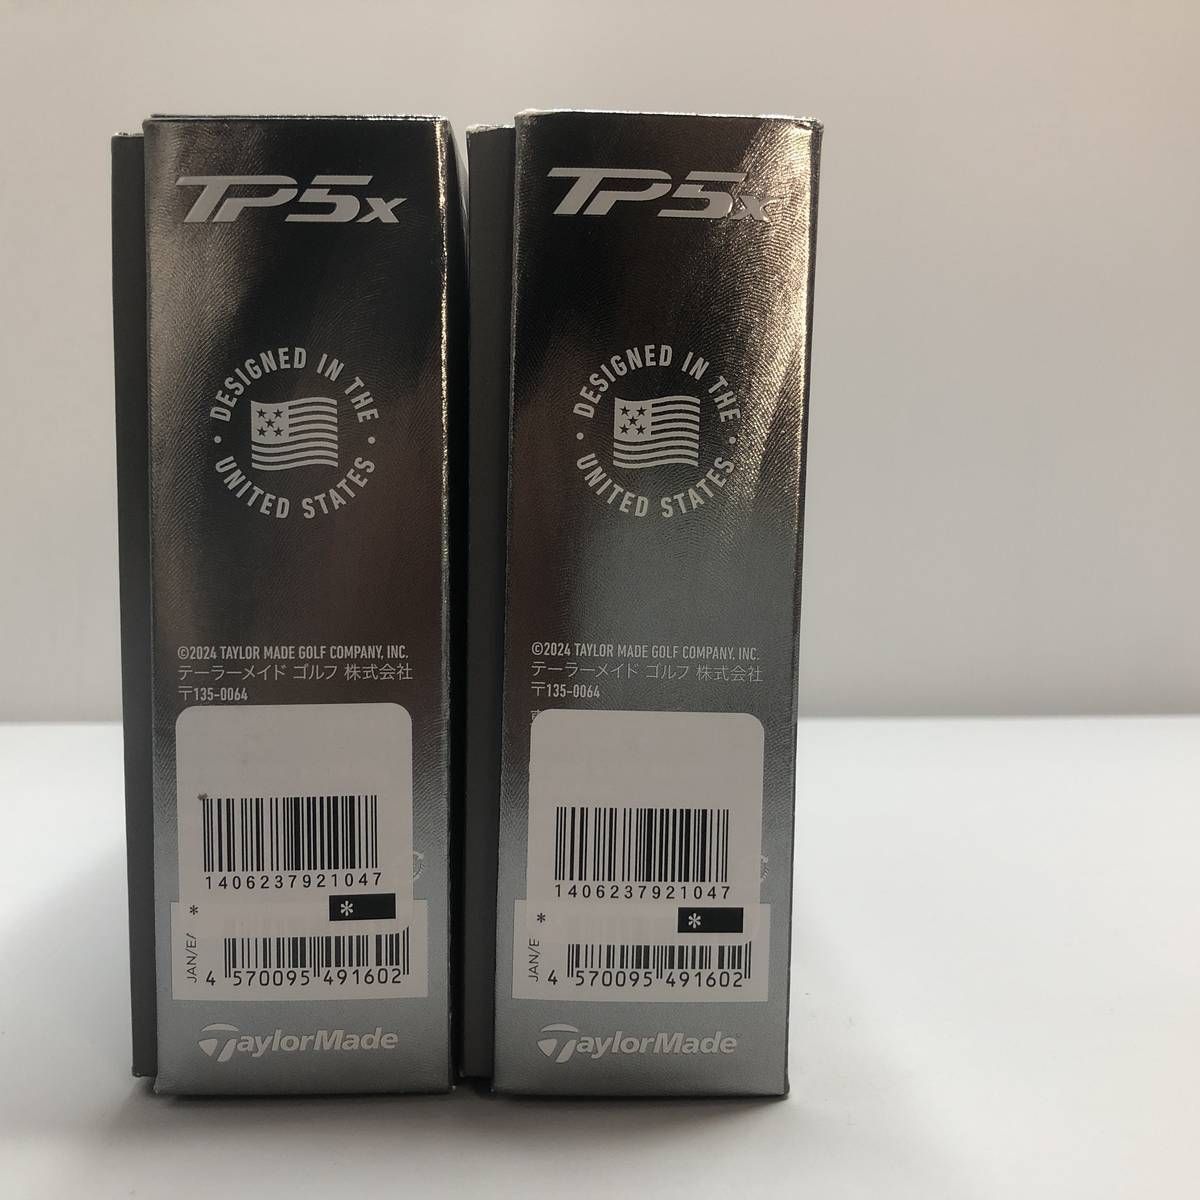 TP5x
DESIGNED IN THE
UNITED STATES
©2024 TAYLOR MADE GOLF COMPANY, INC.
テーラーメイド ゴルフ 株式会社
〒135-0064
1406237921047
*
*
4 570095 491602
TaylorMade
TP5x
DESIGNED IN THE
UNITED STATES
©2024 TAYLOR MADE GOLF COMPANY, INC.
テーラーメイド ゴルフ 株式会社
〒135-0064
1406237921047
*
*
4 570095 491602
TaylorMade